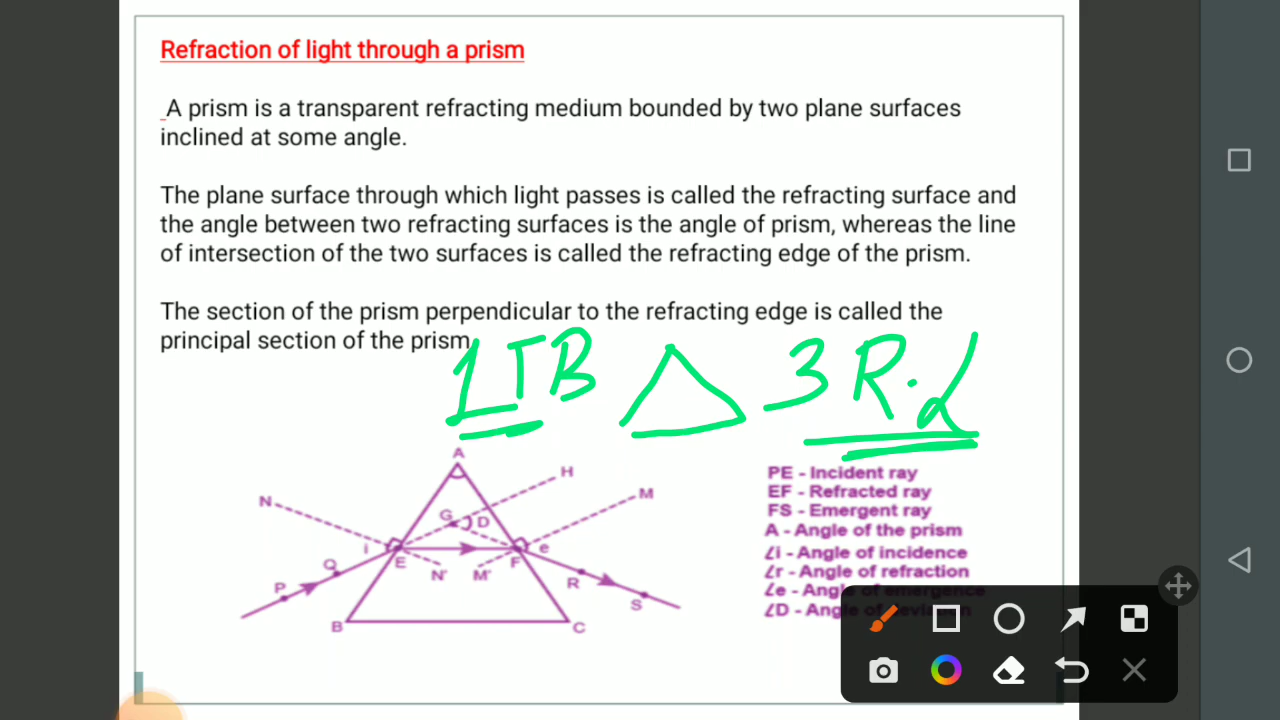 Refraction of light through a prism
A prism is a transparent refracting medium bounded by two plane surfaces
inclined at some angle.
The plane surface through which light passes is called the refracting surface and
the angle between two refracting surfaces is the angle of prism, whereas the line
of intersection of the two surfaces is called the refracting edge of the prism.
The section of the prism perpendicular to the refracting edge is called the
principal section of the prism.
1TB △ 3 R.d
A
H
N
M
G D
i
E
F
e
Q
N'
M'
P
R
S
B
C
PE - Incident ray
EF - Refracted ray
FS - Emergent ray
A - Angle of the prism
∠i - Angle of incidence
∠r - Angle of refraction
∠e - Angle of emergence
∠D - Angle of deviation